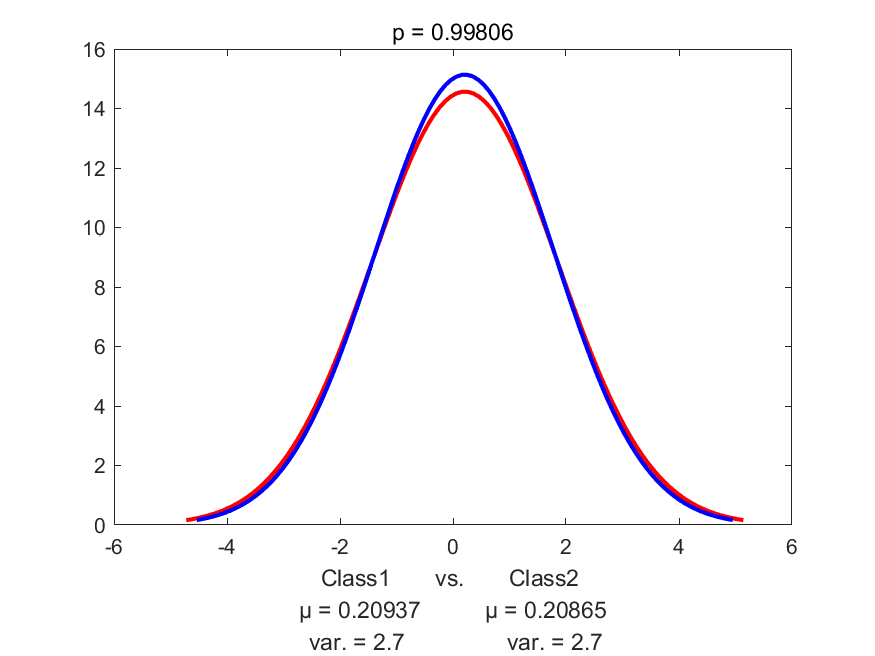 p = 0.99806
16
14
12
10
8
6
4
2
0
-6 -4 -2 0 2 4 6
Class1 vs. Class2
μ = 0.20937 μ = 0.20865
var. = 2.7 var. = 2.7